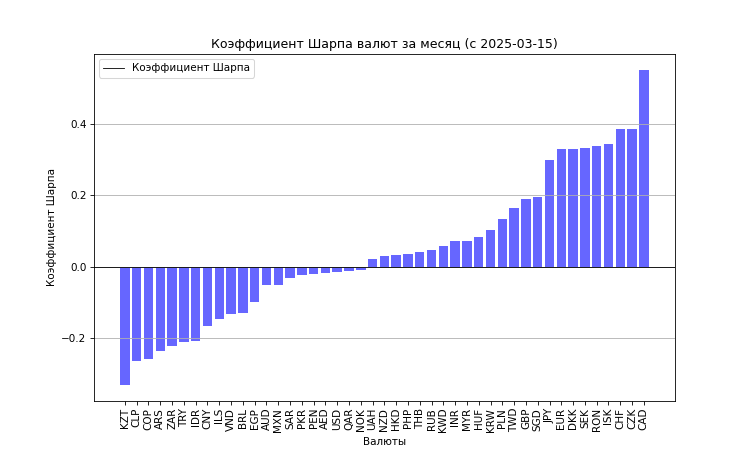 Коэффициент Шарпа валют за месяц (с 2025-03-15)
Коэффициент Шарпа
Коэффициент Шарпа
0.4
0.2
0.0
−0.2
KZT
CLP
COP
ARS
ZAR
TRY
IDR
CNY
ILS
VND
BRL
EGP
AUD
MXN
SAR
PKR
PEN
AED
USD
QAR
NOK
UAH
NZD
HKD
PHP
THB
RUB
KWD
INR
MYR
HUF
KRW
PLN
TWD
GBP
SGD
JPY
EUR
DKK
SEK
RON
ISK
CHF
CZK
CAD
Валюты